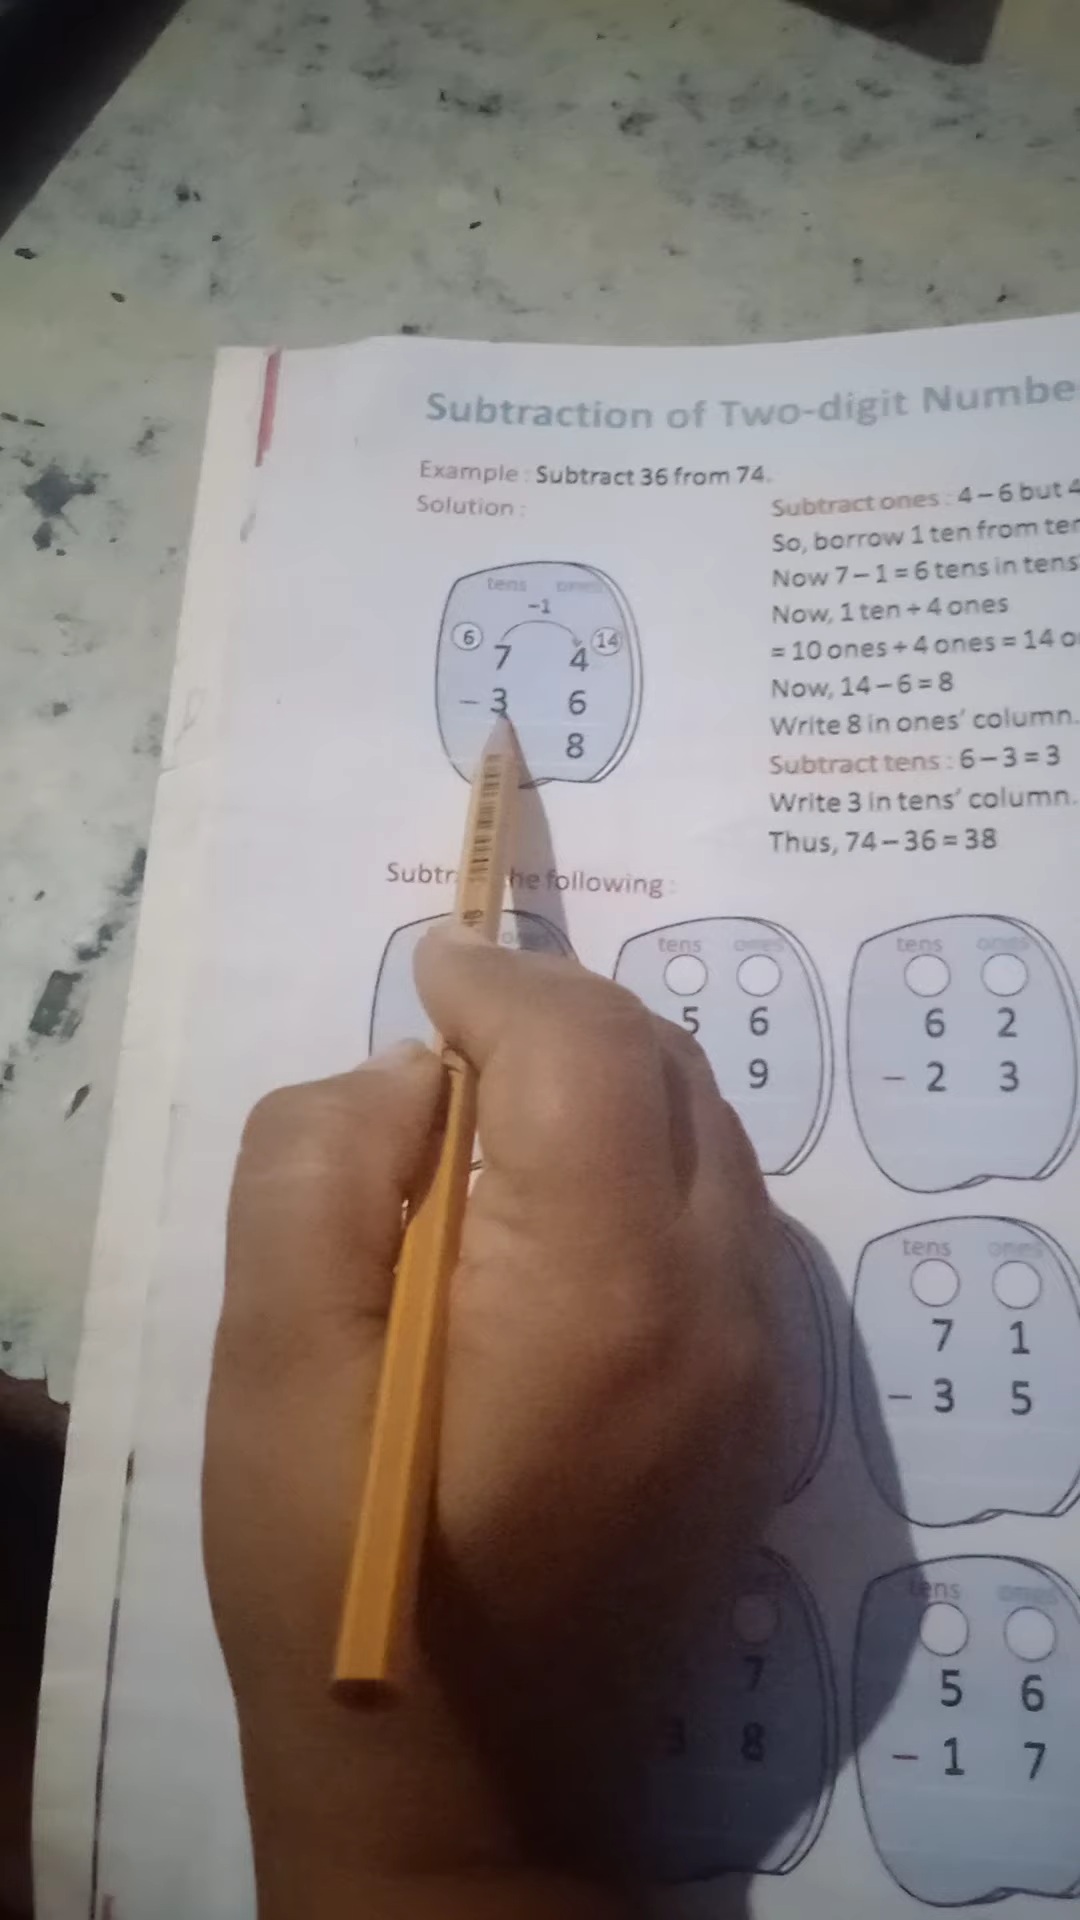 Subtraction of Two-digit Numbe
Example : Subtract 36 from 74.
Solution :
tens ones
-1
6 14
7 4
- 3 6
8
Subtract ones : 4 – 6 but 4
So, borrow 1 ten from ten
Now 7 – 1 = 6 tens in tens
Now, 1 ten + 4 ones
= 10 ones + 4 ones = 14 o
Now, 14 – 6 = 8
Write 8 in ones' column.
Subtract tens : 6 – 3 = 3
Write 3 in tens' column.
Thus, 74 – 36 = 38
Subtr he following :
tens ones
5 6
9
tens ones
6 2
- 2 3
tens ones
7 1
- 3 5
7
3 8
tens ones
5 6
- 1 7